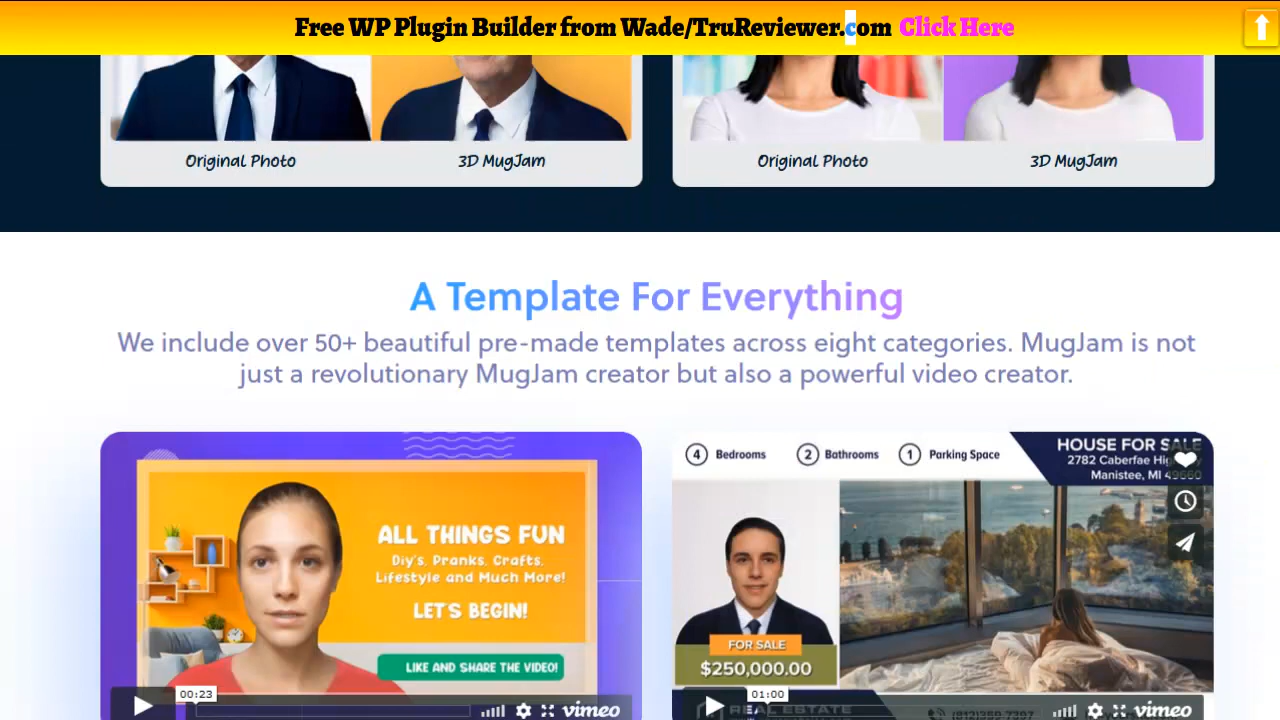 Free WP Plugin Builder from Wade/TruReviewer.com Click Here
Original Photo
3D MugJam
Original Photo
3D MugJam
A Template For Everything
We include over 50+ beautiful pre-made templates across eight categories. MugJam is not
just a revolutionary MugJam creator but also a powerful video creator.
ALL THINGS FUN
Diy's, Pranks, Crafts,
Lifestyle and Much More!
LET'S BEGIN!
LIKE AND SHARE THE VIDEO!
00:23
vimeo
4 Bedrooms
2 Bathrooms
1 Parking Space
HOUSE FOR SALE
2782 Caberfae
Manistee, MI 49660
FOR SALE
$250,000.00
01:00
REAL ESTATE
vimeo